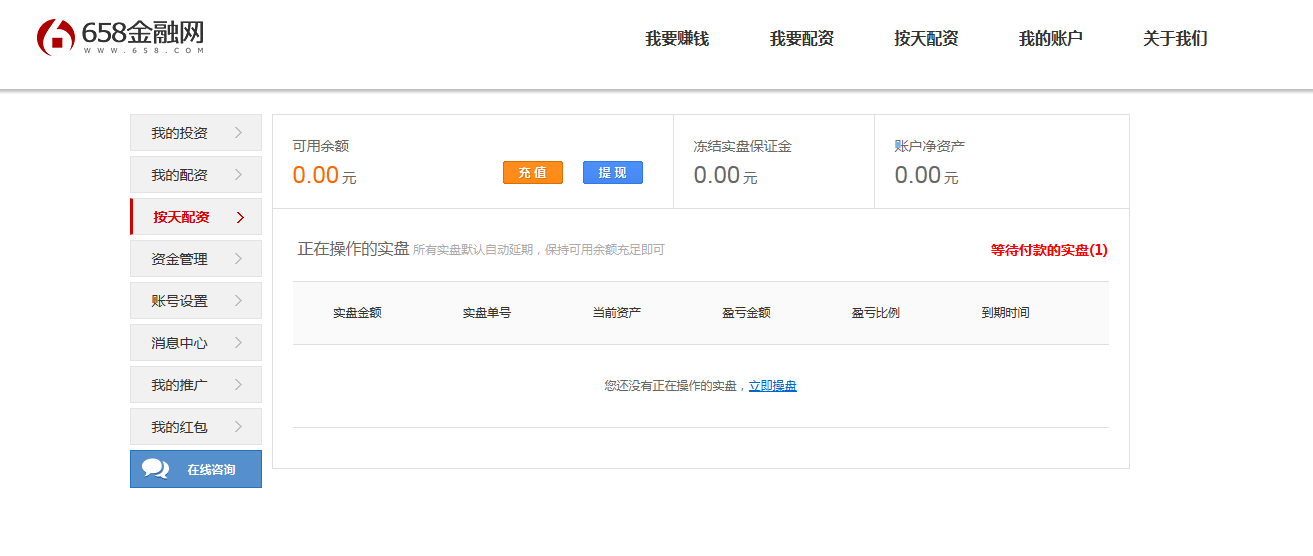 658金融网
WWW.658.COM
我要赚钱 我要配资 按天配资 我的账户 关于我们
我的投资
我的配资
按天配资
资金管理
账号设置
消息中心
我的推广
我的红包
在线咨询
可用余额
0.00 元
充 值 提 现
冻结实盘保证金
0.00 元
账户净资产
0.00 元
正在操作的实盘 所有实盘默认自动延期，保持可用余额充足即可
等待付款的实盘(1)
实盘金额 实盘单号 当前资产 盈亏金额 盈亏比例 到期时间
您还没有正在操作的实盘，立即操盘